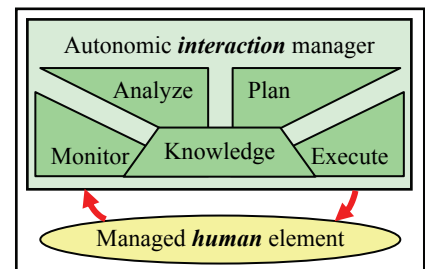 Autonomic interaction manager
Analyze Plan
Monitor Knowledge Execute
Managed human element